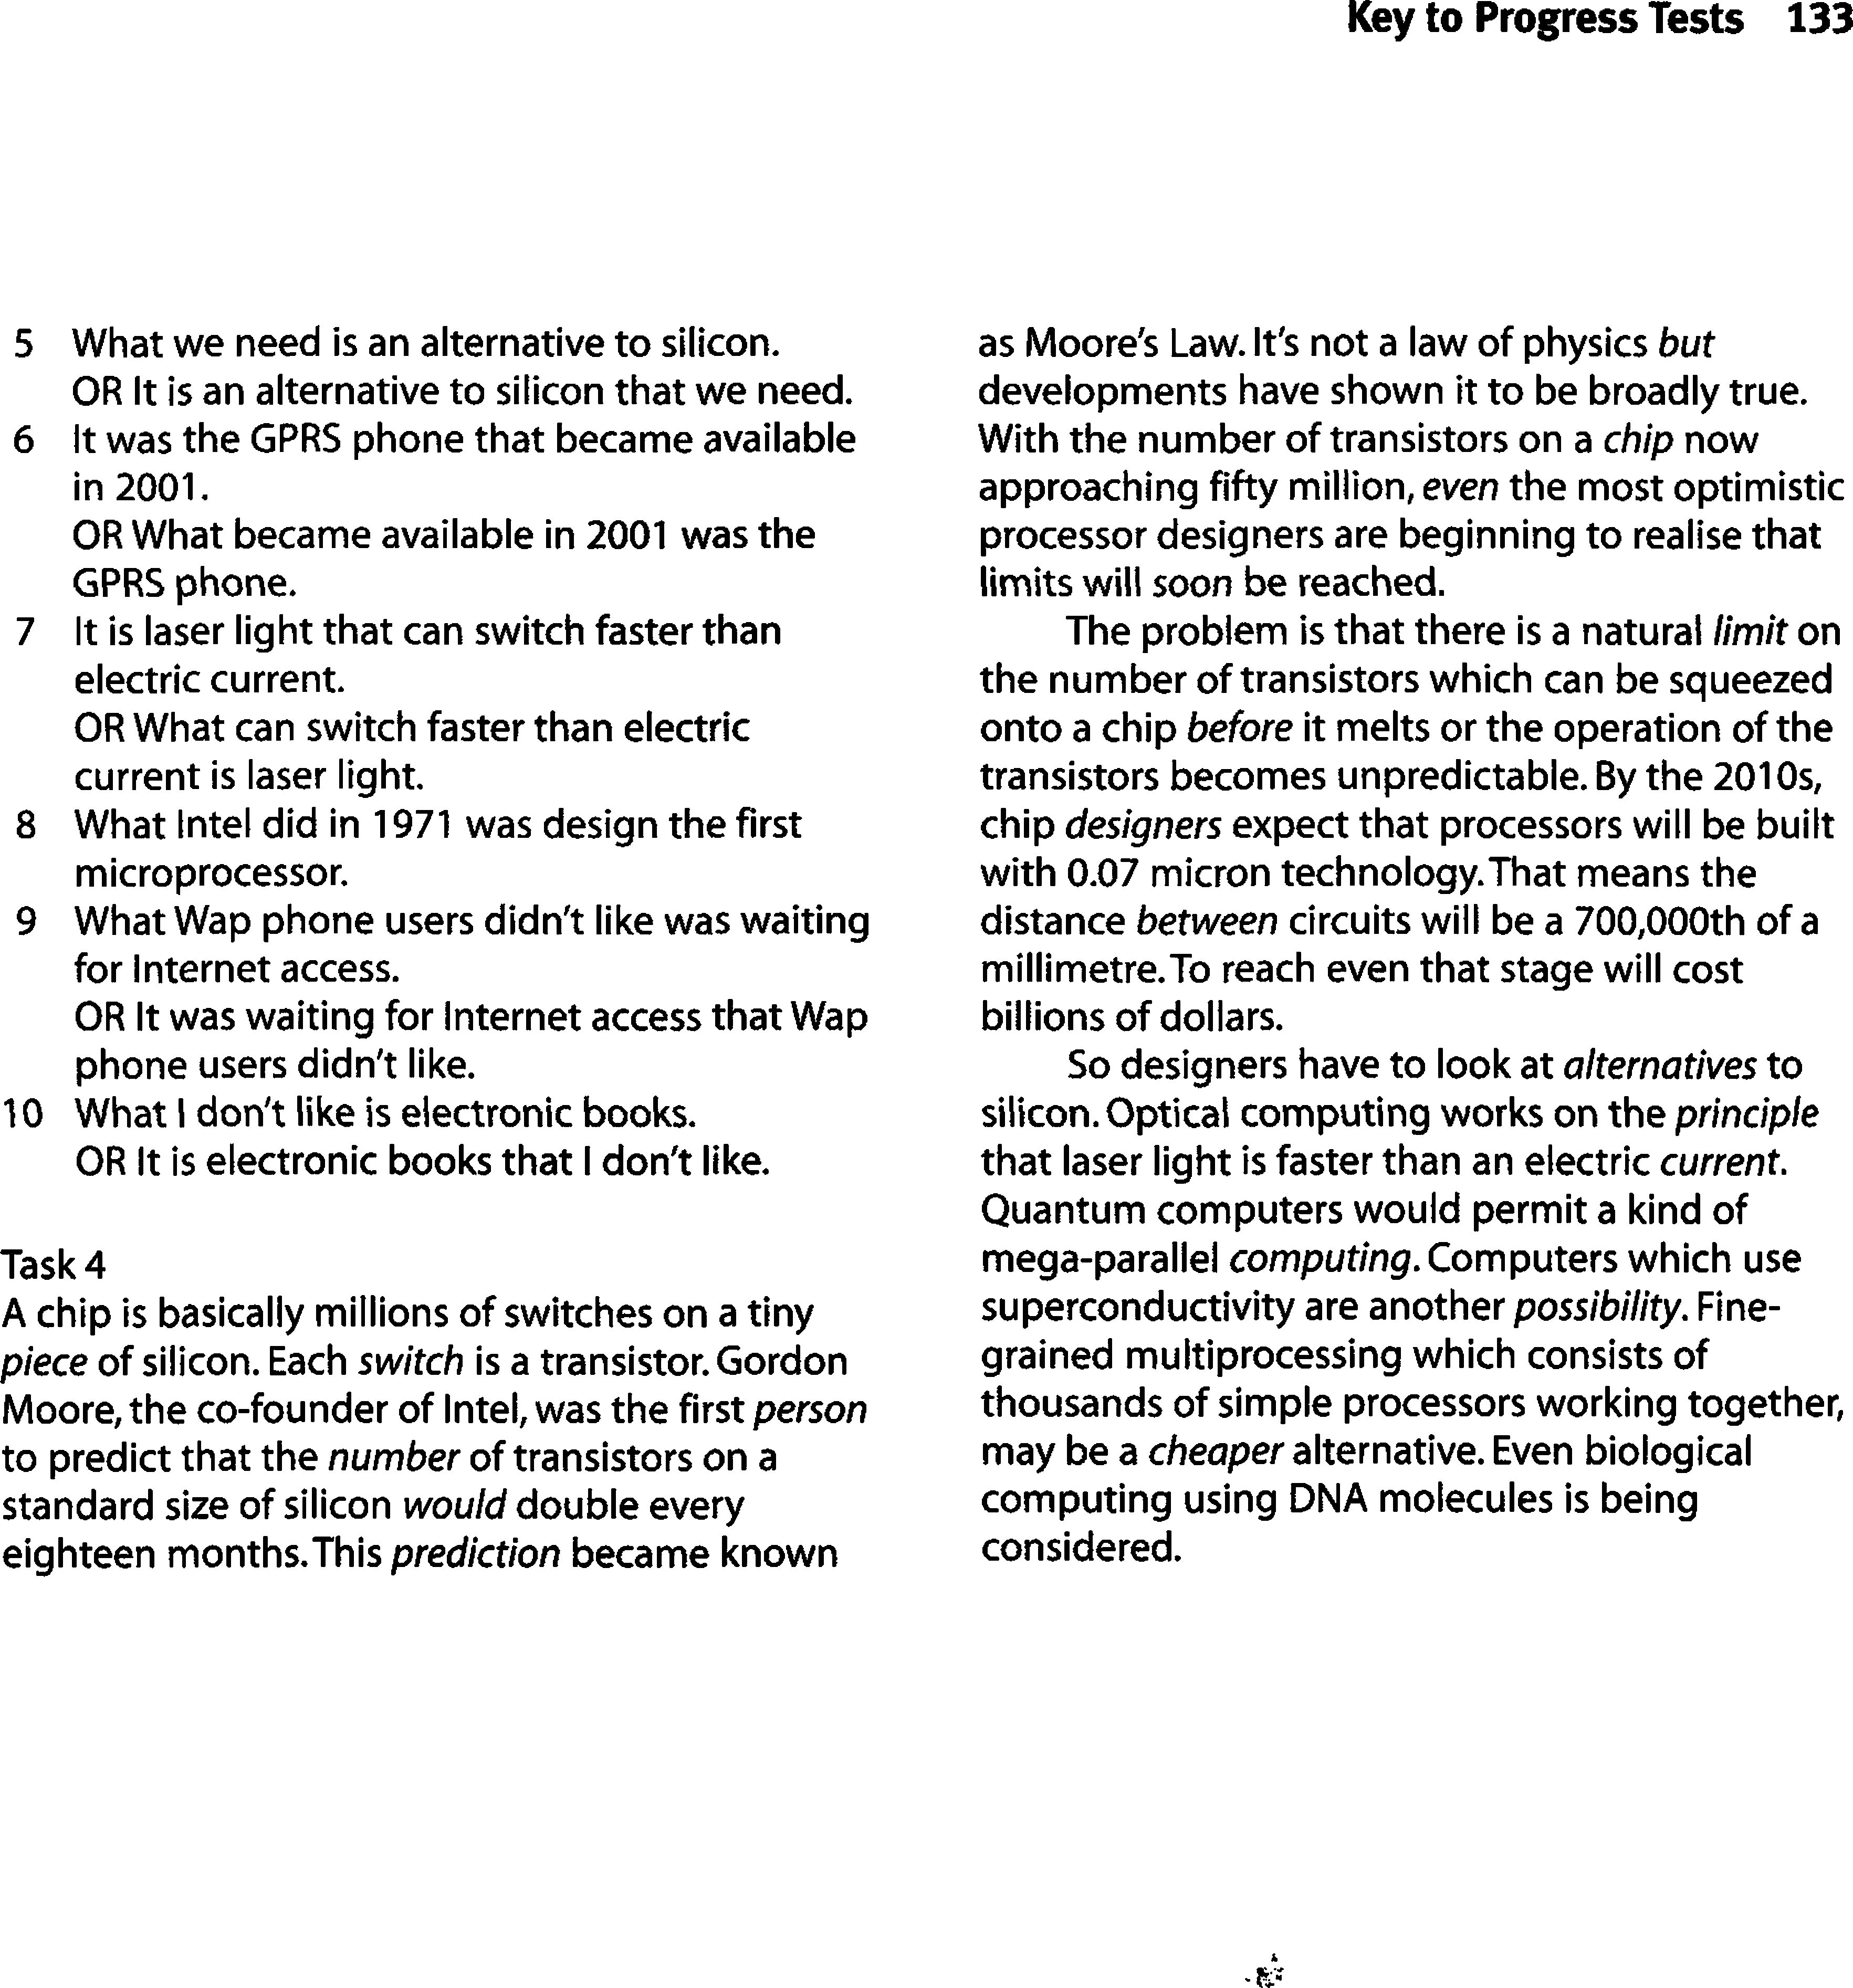 Key to Progress Tests 133
5 What we need is an alternative to silicon.
OR It is an alternative to silicon that we need.
6 It was the GPRS phone that became available
in 2001.
OR What became available in 2001 was the
GPRS phone.
7 It is laser light that can switch faster than
electric current.
OR What can switch faster than electric
current is laser light.
8 What Intel did in 1971 was design the first
microprocessor.
9 What Wap phone users didn't like was waiting
for Internet access.
OR It was waiting for Internet access that Wap
phone users didn't like.
10 What I don't like is electronic books.
OR It is electronic books that I don't like.
Task 4
A chip is basically millions of switches on a tiny
piece of silicon. Each switch is a transistor. Gordon
Moore, the co-founder of Intel, was the first person
to predict that the number of transistors on a
standard size of silicon would double every
eighteen months. This prediction became known
as Moore's Law. It's not a law of physics but
developments have shown it to be broadly true.
With the number of transistors on a chip now
approaching fifty million, even the most optimistic
processor designers are beginning to realise that
limits will soon be reached.
The problem is that there is a natural limit on
the number of transistors which can be squeezed
onto a chip before it melts or the operation of the
transistors becomes unpredictable. By the 2010s,
chip designers expect that processors will be built
with 0.07 micron technology. That means the
distance between circuits will be a 700,000th of a
millimetre. To reach even that stage will cost
billions of dollars.
So designers have to look at alternatives to
silicon. Optical computing works on the principle
that laser light is faster than an electric current.
Quantum computers would permit a kind of
mega-parallel computing. Computers which use
superconductivity are another possibility. Fine-
grained multiprocessing which consists of
thousands of simple processors working together,
may be a cheaper alternative. Even biological
computing using DNA molecules is being
considered.